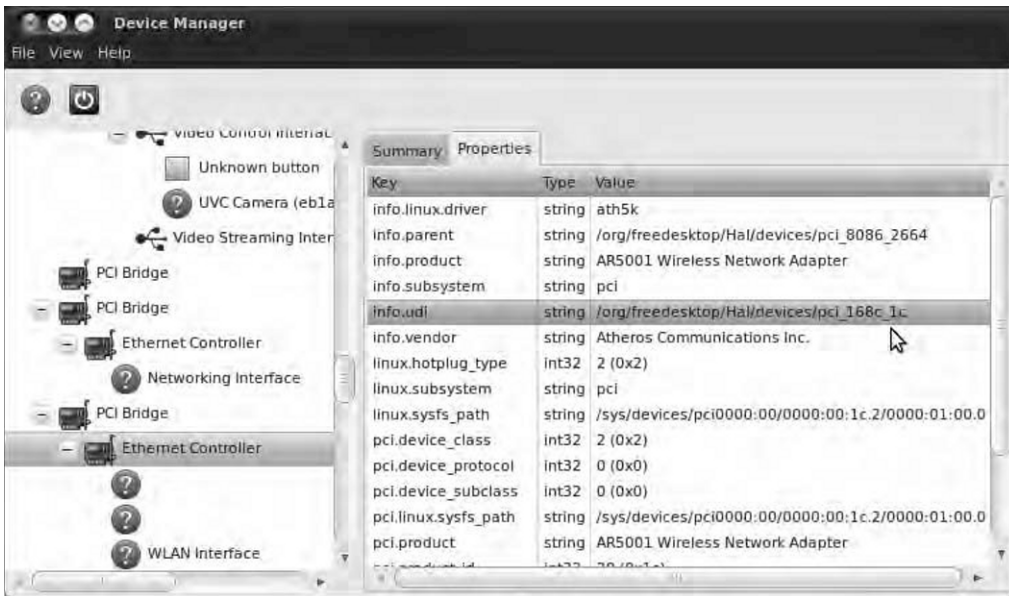 Device Manager
File View Help
Video Control Interfac
Unknown button
UVC Camera (eb1a
Video Streaming Inter
PCI Bridge
PCI Bridge
Ethernet Controller
Networking Interface
PCI Bridge
Ethernet Controller
WLAN Interface
Summary Properties
Key Type Value
info.linux.driver string ath5k
info.parent string /org/freedesktop/Hal/devices/pci_8086_2664
info.product string AR5001 Wireless Network Adapter
info.subsystem string pci
info.udi string /org/freedesktop/Hal/devices/pci_168c_1c
info.vendor string Atheros Communications Inc.
linux.hotplug_type int32 2 (0x2)
linux.subsystem string pci
linux.sysfs_path string /sys/devices/pci0000:00/0000:00:1c.2/0000:01:00.0
pci.device_class int32 2 (0x2)
pci.device_protocol int32 0 (0x0)
pci.device_subclass int32 0 (0x0)
pci.linux.sysfs_path string /sys/devices/pci0000:00/0000:00:1c.2/0000:01:00.0
pci.product string AR5001 Wireless Network Adapter